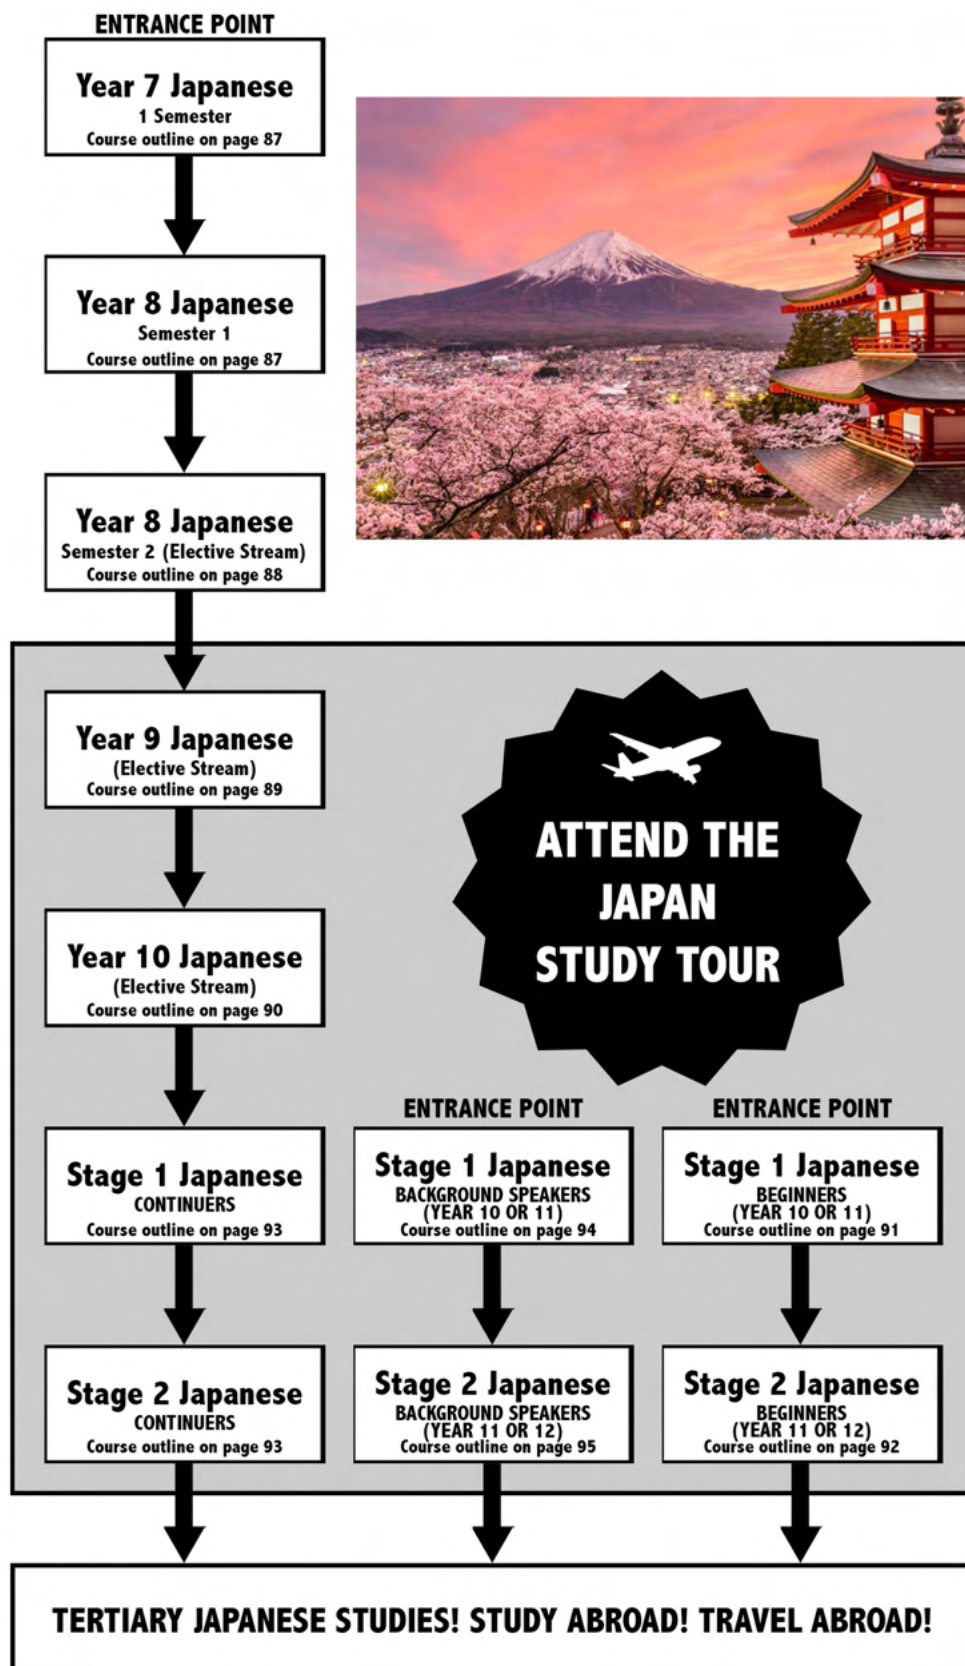 ENTRANCE POINT
Year 7 Japanese
1 Semester
Course outline on page 87
Year 8 Japanese
Semester 1
Course outline on page 87
Year 8 Japanese
Semester 2 (Elective Stream)
Course outline on page 88
Year 9 Japanese
(Elective Stream)
Course outline on page 89
ATTEND THE
JAPAN
STUDY TOUR
Year 10 Japanese
(Elective Stream)
Course outline on page 90
Stage 1 Japanese
CONTINUERS
Course outline on page 93
ENTRANCE POINT
Stage 1 Japanese
BACKGROUND SPEAKERS
(YEAR 10 OR 11)
Course outline on page 94
ENTRANCE POINT
Stage 1 Japanese
BEGINNERS
(YEAR 10 OR 11)
Course outline on page 91
Stage 2 Japanese
CONTINUERS
Course outline on page 93
Stage 2 Japanese
BACKGROUND SPEAKERS
(YEAR 11 OR 12)
Course outline on page 95
Stage 2 Japanese
BEGINNERS
(YEAR 11 OR 12)
Course outline on page 92
TERTIARY JAPANESE STUDIES! STUDY ABROAD! TRAVEL ABROAD!